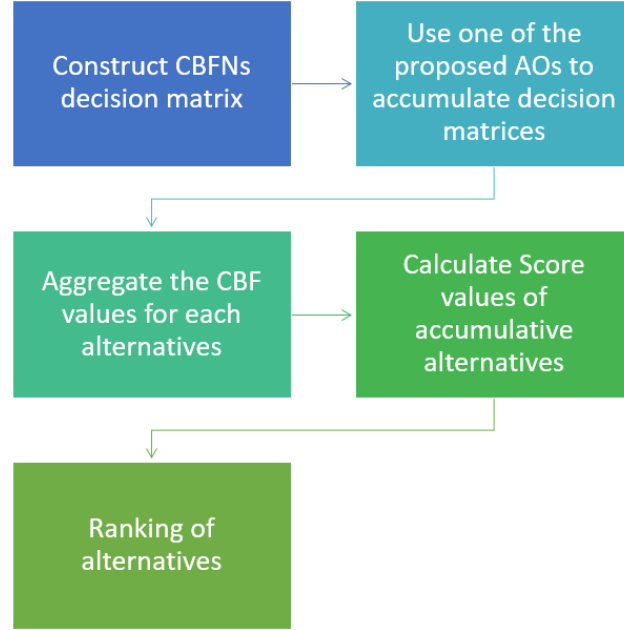 Construct CBFNs
decision matrix
Use one of the
proposed AOs to
accumulate decision
matrices
Aggregate the CBF
values for each
alternatives
Calculate Score
values of
accumulative
alternatives
Ranking of
alternatives